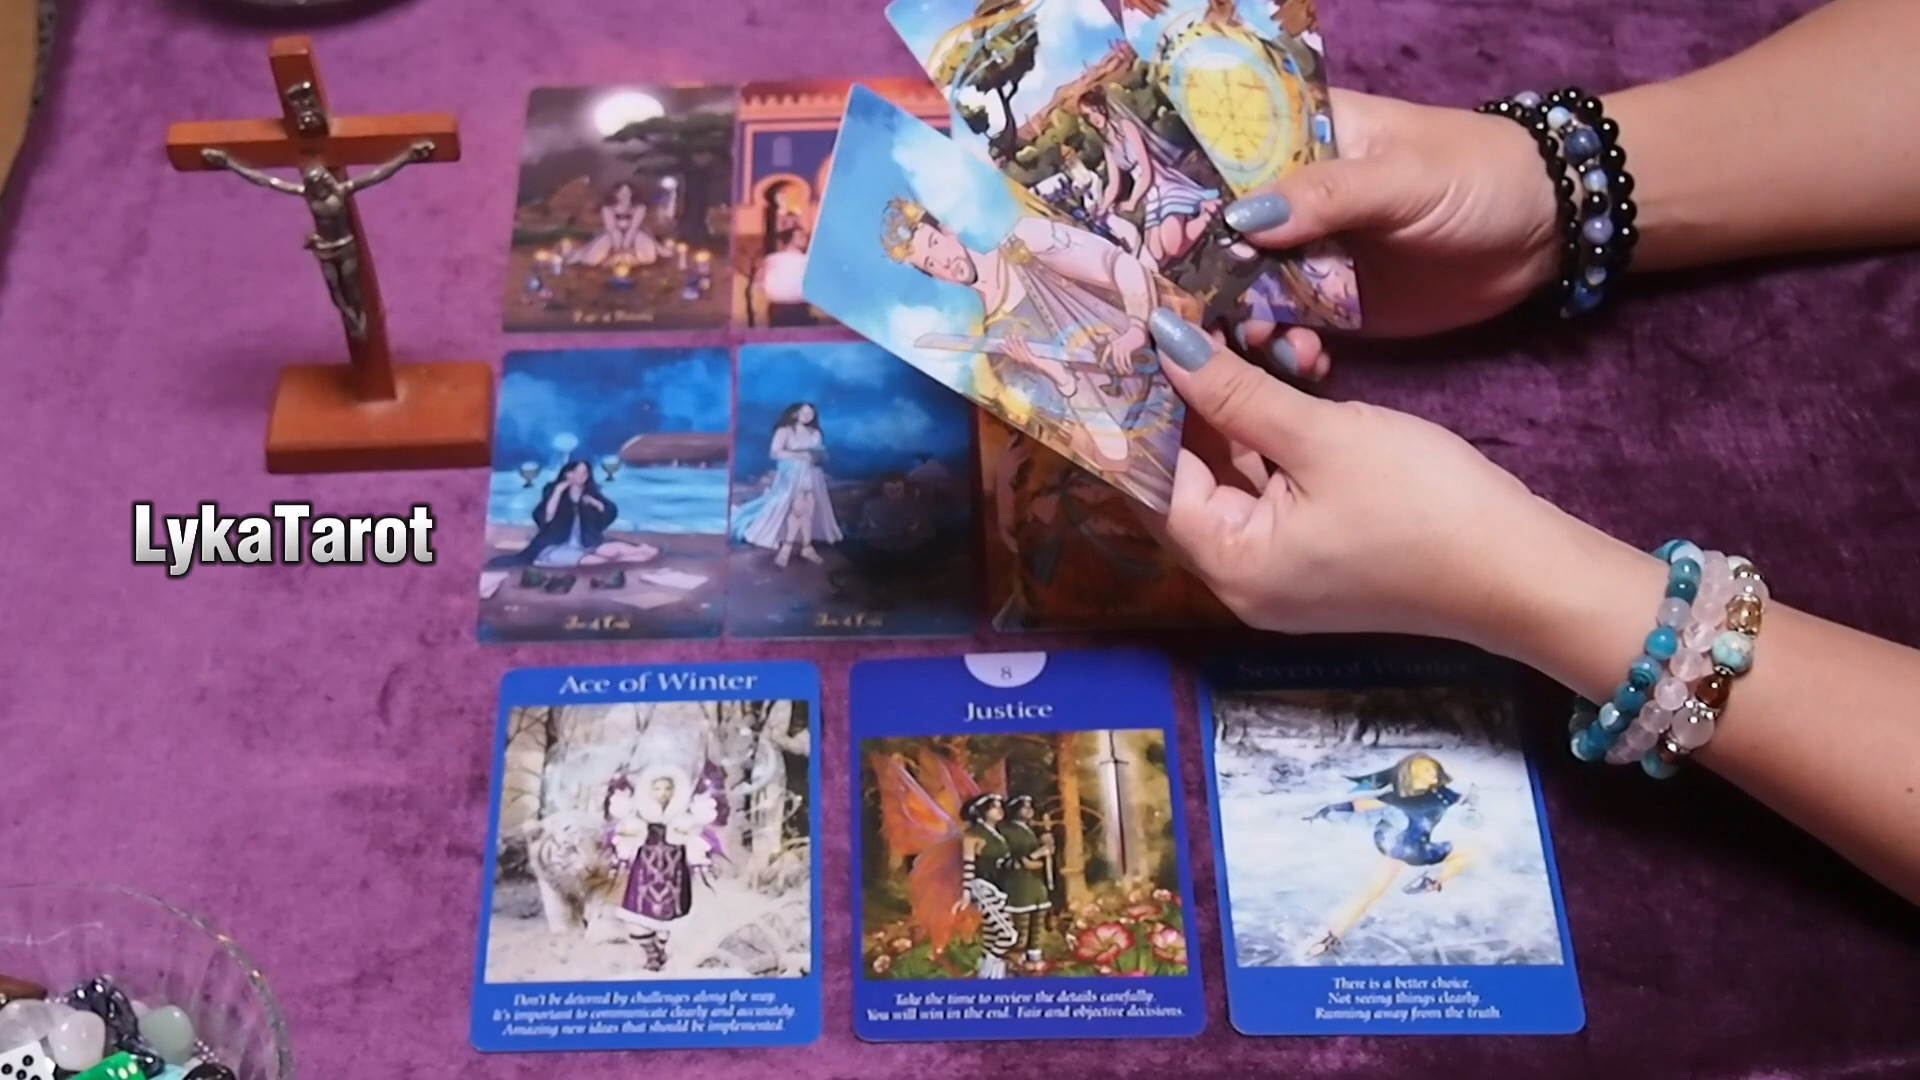 LykaTarot
Ace of Winter
8
Justice
Seven of Winter
Don't be deterred by challenges along the way.
It's important to communicate clearly and accurately.
Amazing new ideas that should be implemented.
Take the time to review the details carefully.
You will win in the end. Fair and objective decisions.
There is a better choice.
Not seeing things clearly.
Running away from the truth.